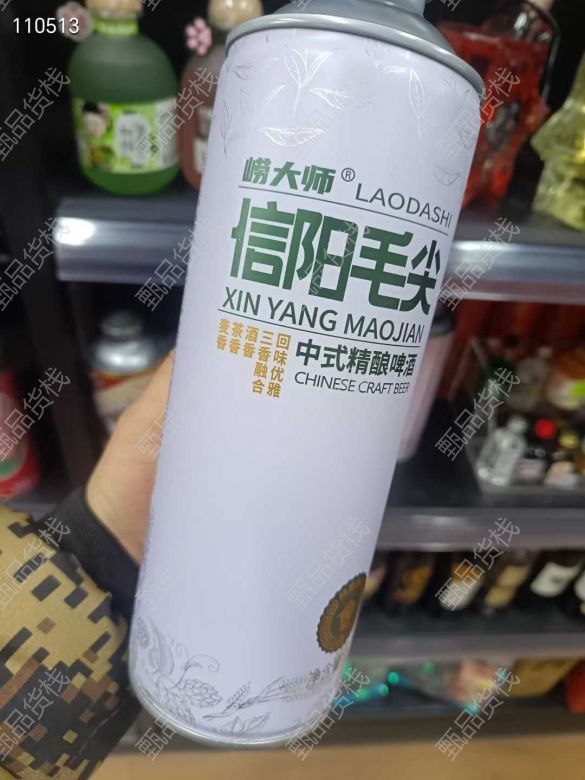 110513
崂大师®
LAODASHI
信阳毛尖
XIN YANG MAOJIAN
中式精酿啤酒
CHINESE CRAFT BEER
回味优雅
三香融合
酒香
茶香
麦香
甄品货栈